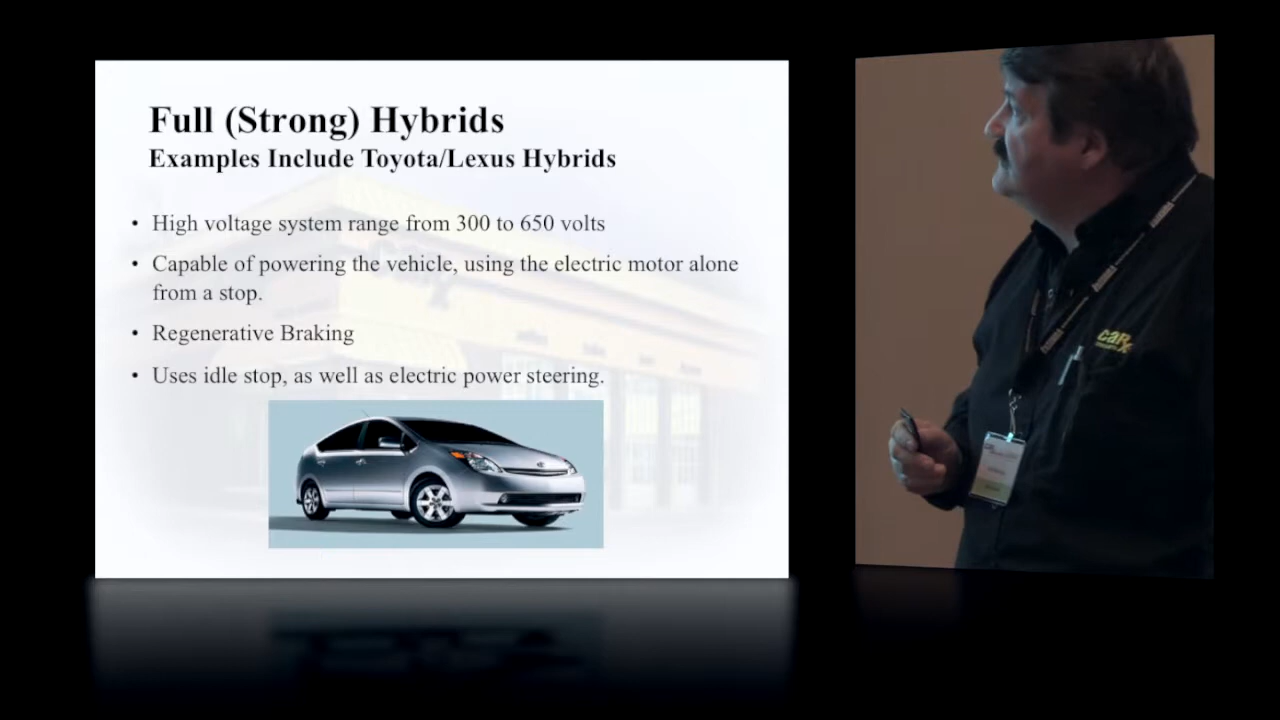 Full (Strong) Hybrids
Examples Include Toyota/Lexus Hybrids
• High voltage system range from 300 to 650 volts
• Capable of powering the vehicle, using the electric motor alone
from a stop.
• Regenerative Braking
• Uses idle stop, as well as electric power steering.